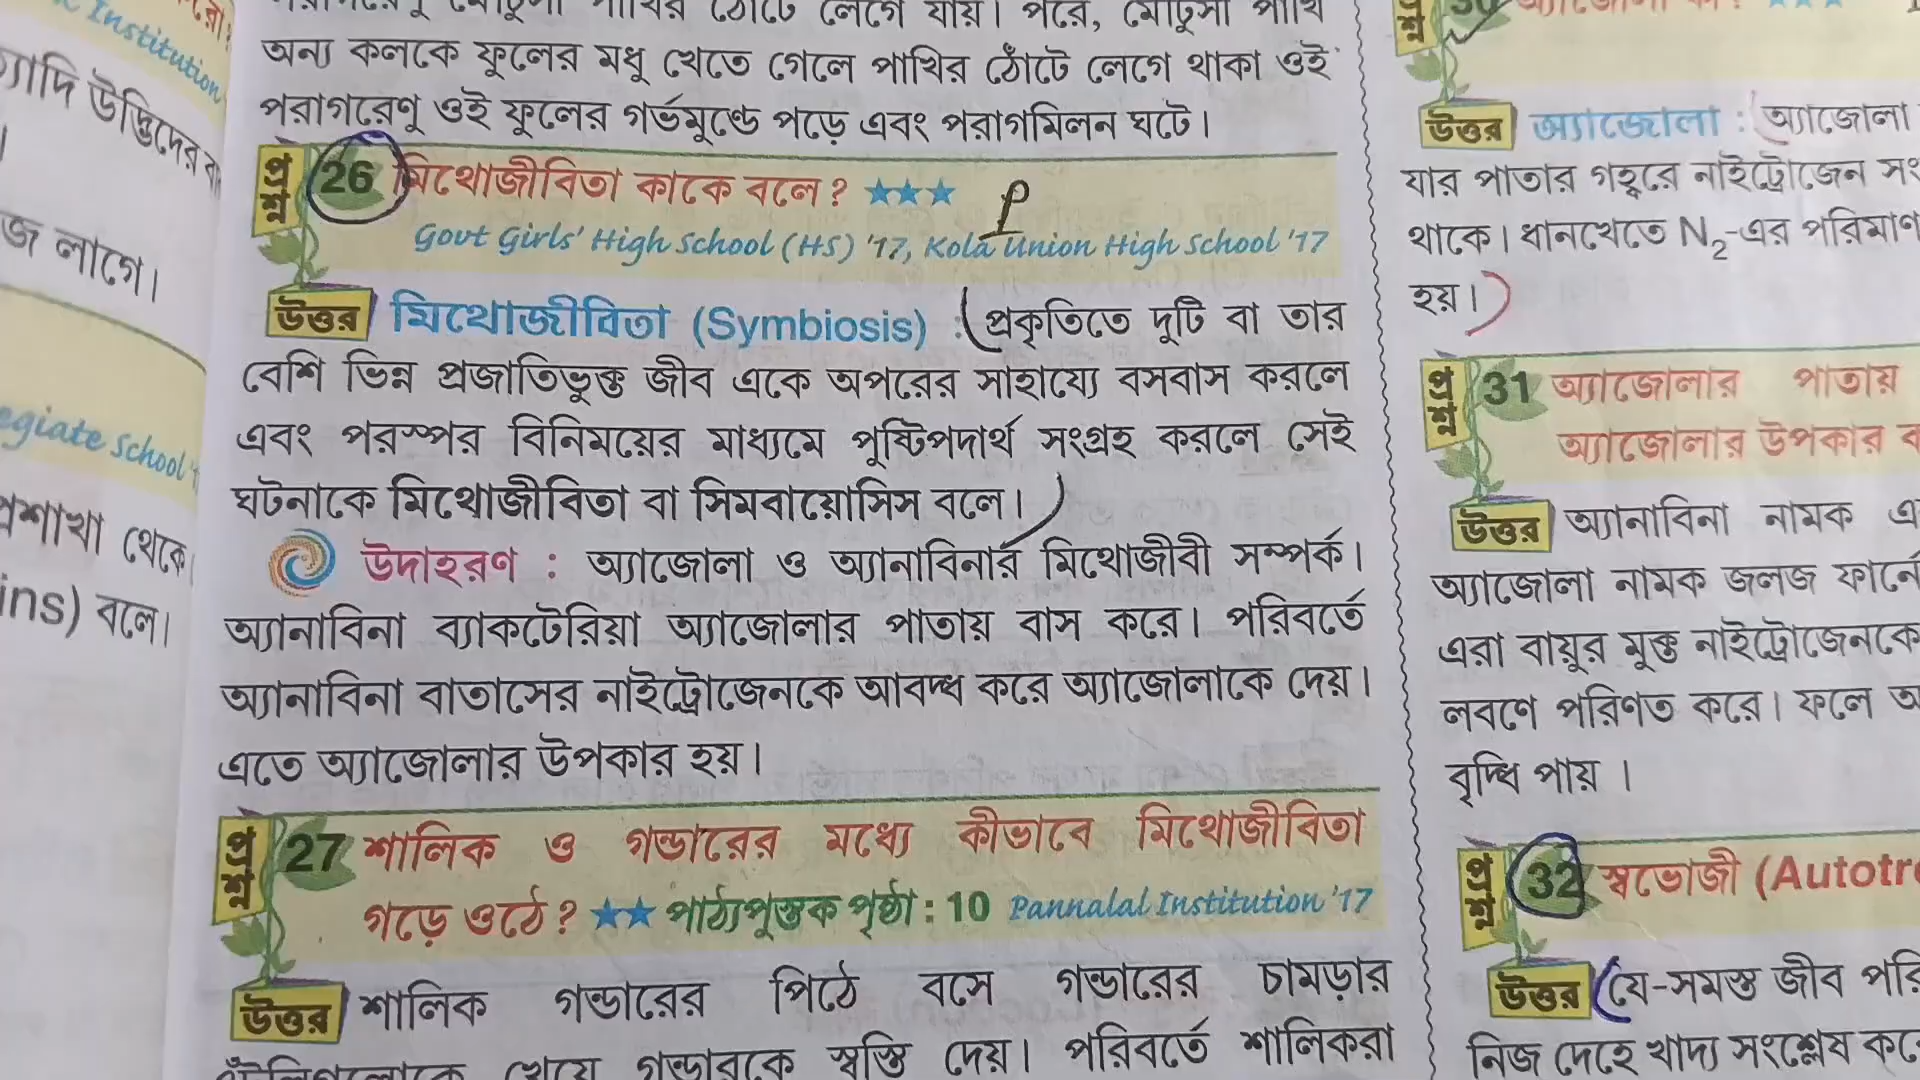 অন্য কলকে ফুলের মধু খেতে গেলে পাখির ঠোঁটে লেগে থাকা ওই
পরাগরেণু ওই ফুলের গর্ভমুণ্ডে পড়ে এবং পরাগমিলন ঘটে।
প্রশ্ন 26 মিথোজীবিতা কাকে বলে? ★★★ P
Govt Girls' High School (HS) '17, Kola Union High School '17
উত্তর মিথোজীবিতা (Symbiosis) : (প্রকৃতিতে দুটি বা তার
বেশি ভিন্ন প্রজাতিভুক্ত জীব একে অপরের সাহায্যে বসবাস করলে
এবং পরস্পর বিনিময়ের মাধ্যমে পুষ্টিপদার্থ সংগ্রহ করলে সেই
ঘটনাকে মিথোজীবিতা বা সিমবায়োসিস বলে।)
উদাহরণ : অ্যাজোলা ও অ্যানাবিনার মিথোজীবী সম্পর্ক।
অ্যানাবিনা ব্যাকটেরিয়া অ্যাজোলার পাতায় বাস করে। পরিবর্তে
অ্যানাবিনা বাতাসের নাইট্রোজেনকে আবদ্ধ করে অ্যাজোলাকে দেয়।
এতে অ্যাজোলার উপকার হয়।
প্রশ্ন 27 শালিক ও গন্ডারের মধ্যে কীভাবে মিথোজীবিতা
গড়ে ওঠে? ★★ পাঠ্যপুস্তক পৃষ্ঠা : 10 Pannalal Institution '17
উত্তর শালিক গন্ডারের পিঠে বসে গন্ডারের চামড়ার
খেয়ে গন্ডারকে স্বস্তি দেয়। পরিবর্তে শালিকরা
Institution
উদ্ভিদের
লাগে।
School
থেকে
বলে।
উত্তর অ্যাজোলা : (অ্যাজোলা
যার পাতার গহ্বরে নাইট্রোজেন
থাকে। ধানখেতে N₂-এর পরিমাণ
হয়।)
প্রশ্ন 31 অ্যাজোলার পাতায়
অ্যাজোলার উপকার
উত্তর অ্যানাবিনা নামক
অ্যাজোলা নামক জলজ
এরা বায়ুর মুক্ত নাইট্রোজেনকে
লবণে পরিণত করে। ফলে
বৃদ্ধি পায়।
প্রশ্ন 32 স্বভোজী
উত্তর (যে-সমস্ত জীব
নিজ দেহে খাদ্য সংশ্লেষ